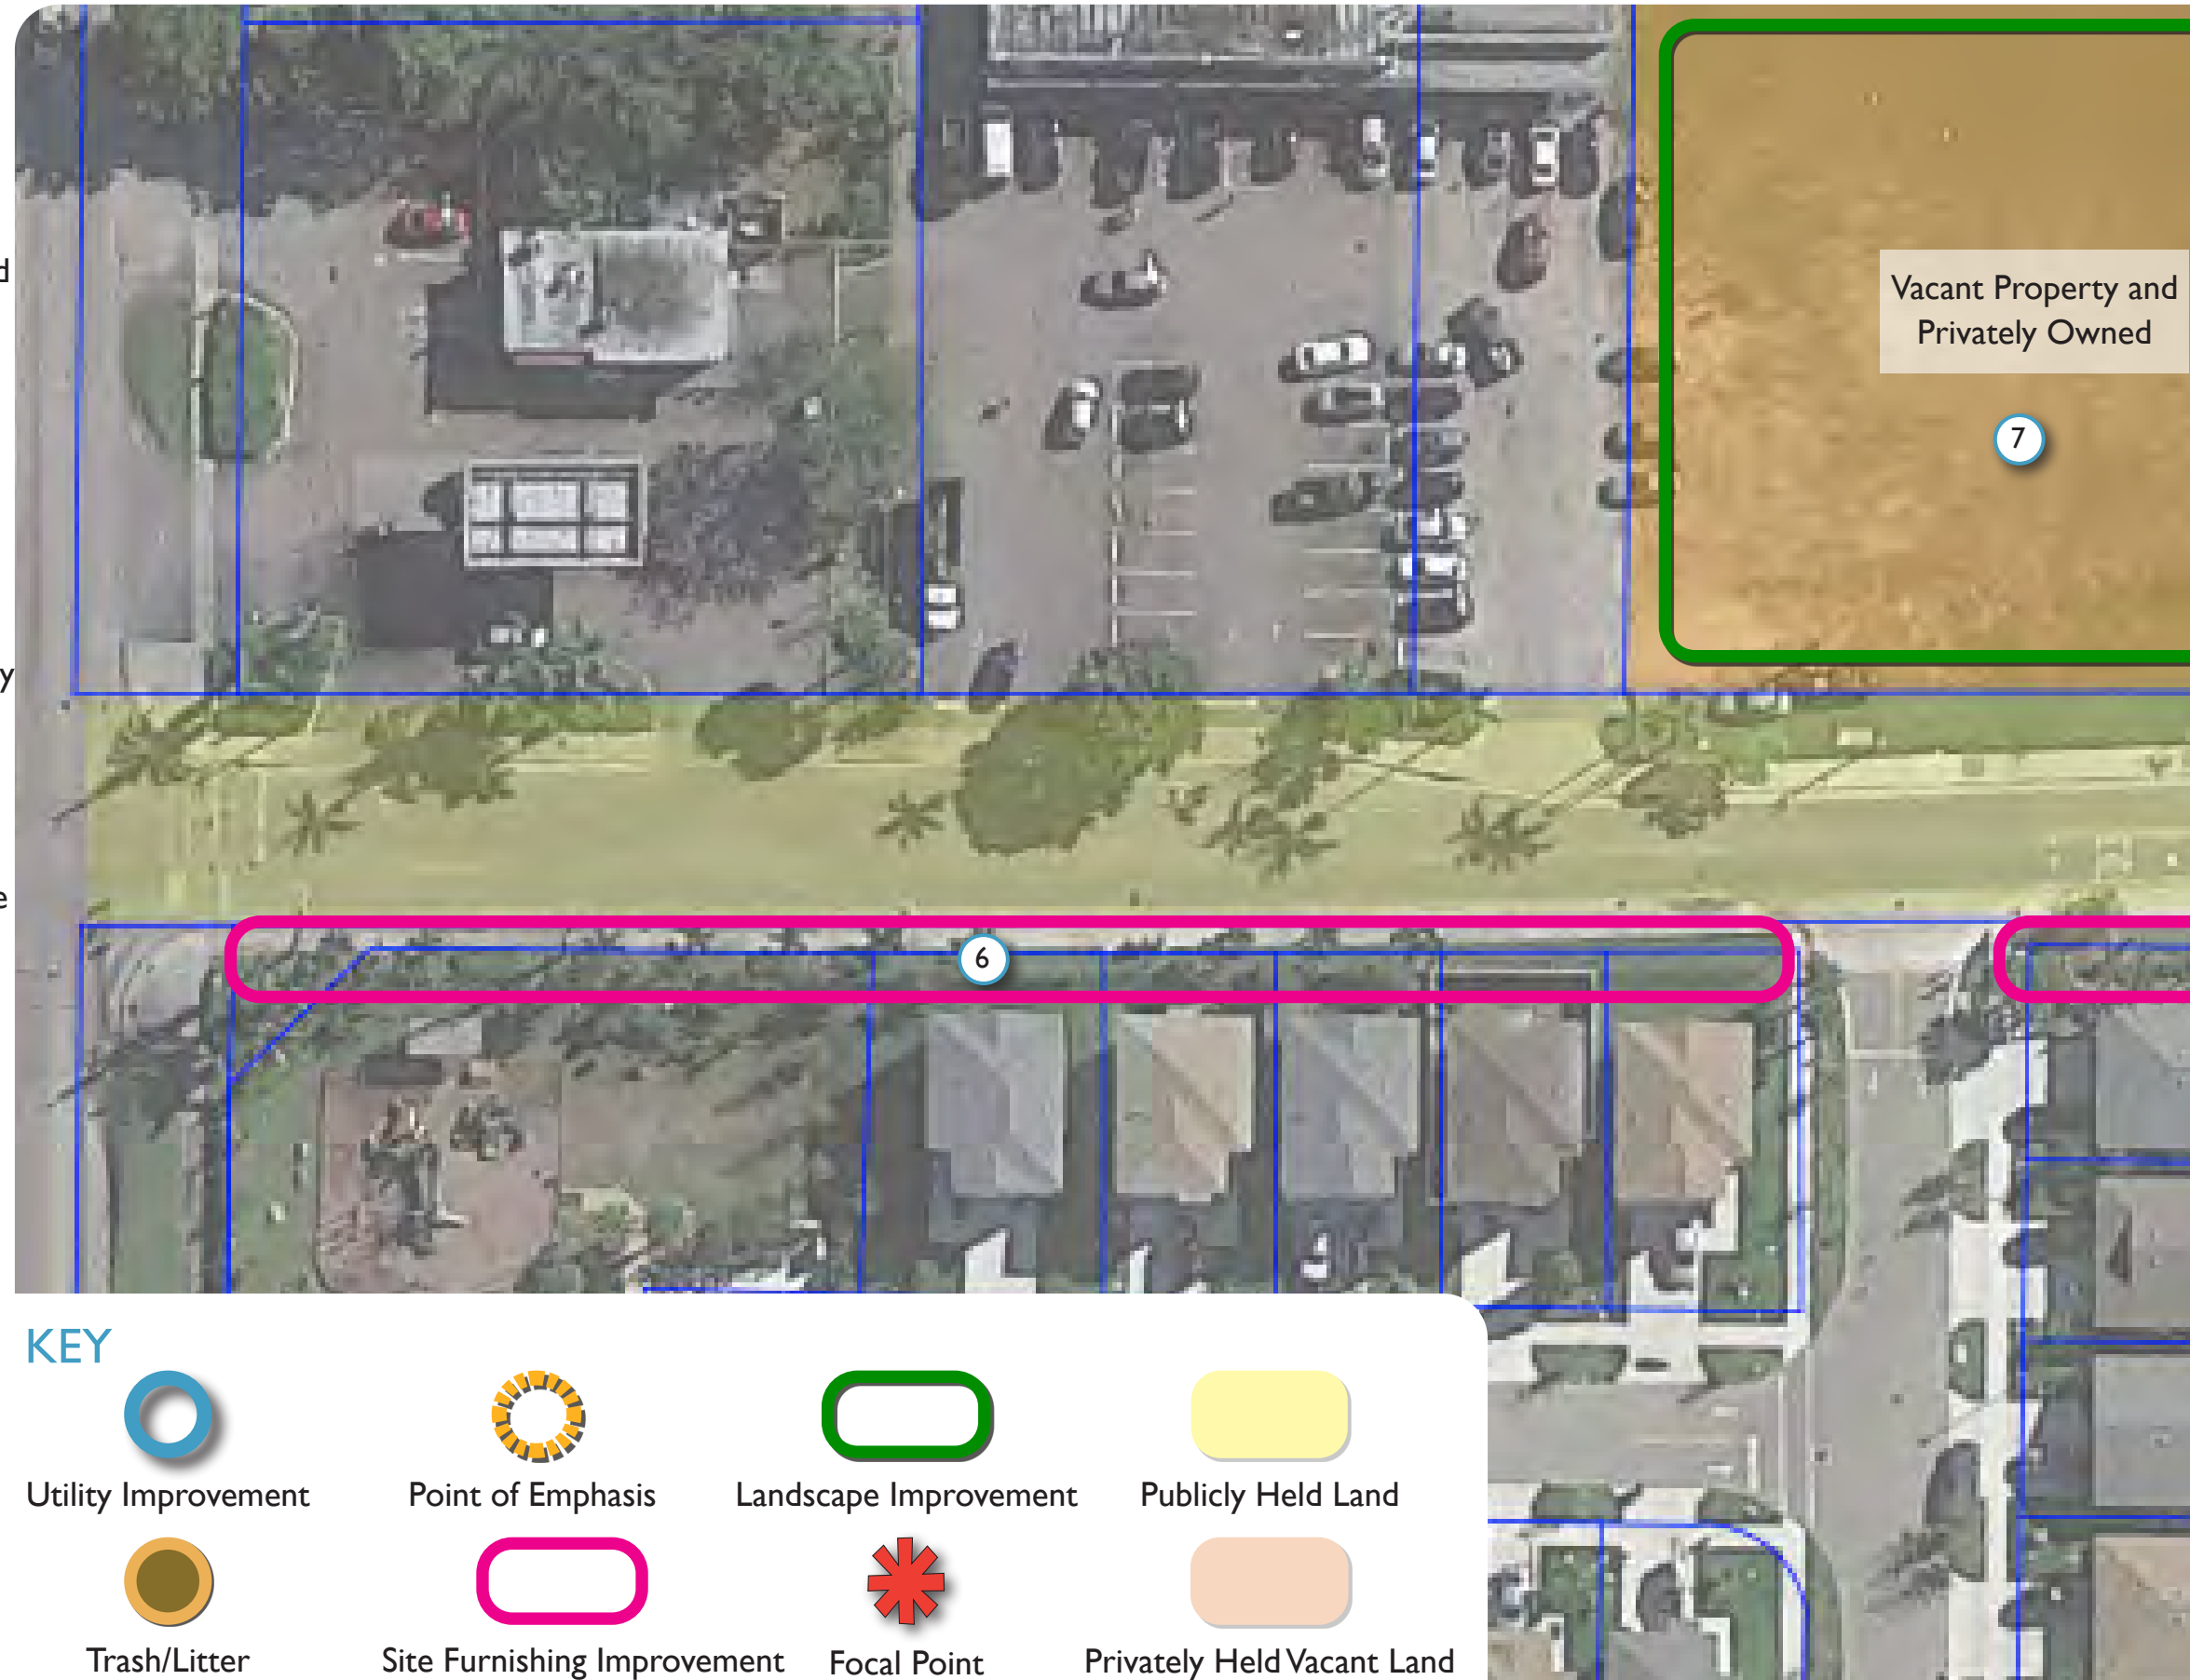 d
Vacant Property and
Privately Owned
7
y
e
6
KEY
Utility Improvement
Point of Emphasis
Landscape Improvement
Publicly Held Land
Trash/Litter
Site Furnishing Improvement
Focal Point
Privately Held Vacant Land